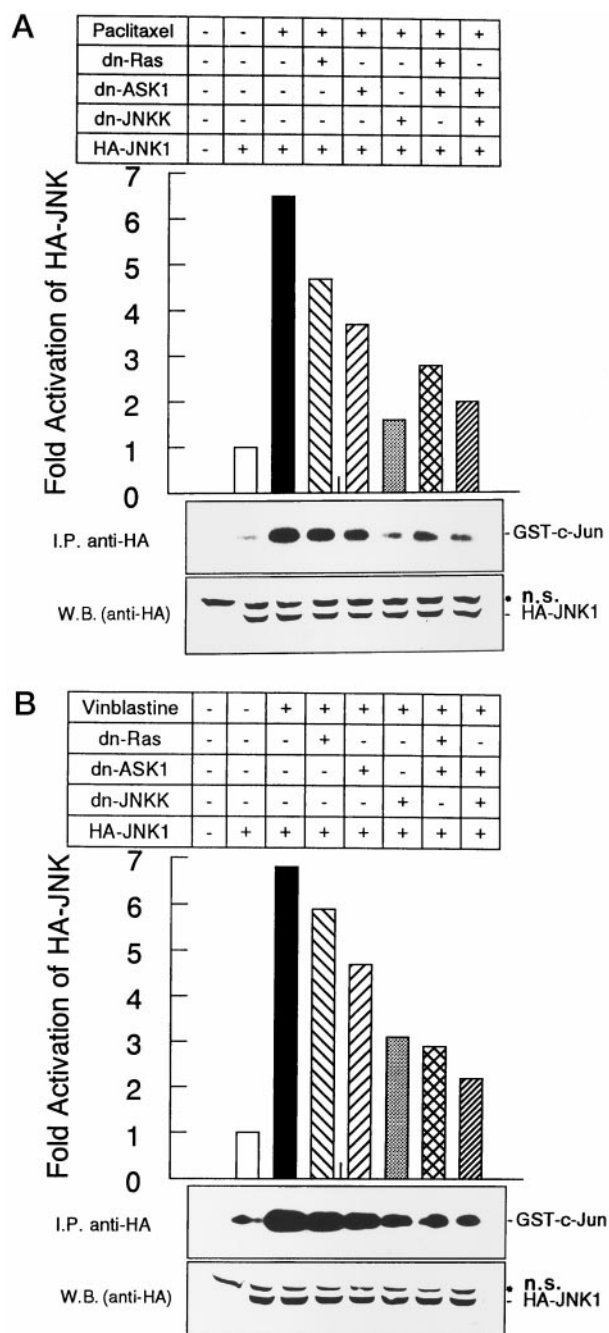 A
Paclitaxel - - + + + + + +
dn-Ras - - - + - - + -
dn-ASK1 - - - - + - + +
dn-JNKK - - - - - + - +
HA-JNK1 - + + + + + + +
Fold Activation of HA-JNK
7
6
5
4
3
2
1
0
I.P. anti-HA
-GST-c-Jun
W.B. (anti-HA)
• n.s.
- HA-JNK1
B
Vinblastine - - + + + + + +
dn-Ras - - - + - - + -
dn-ASK1 - - - - + - + +
dn-JNKK - - - - - + - +
HA-JNK1 - + + + + + + +
Fold Activation of HA-JNK
7
6
5
4
3
2
1
0
I.P. anti-HA
-GST-c-Jun
W.B. (anti-HA)
• n.s.
- HA-JNK1